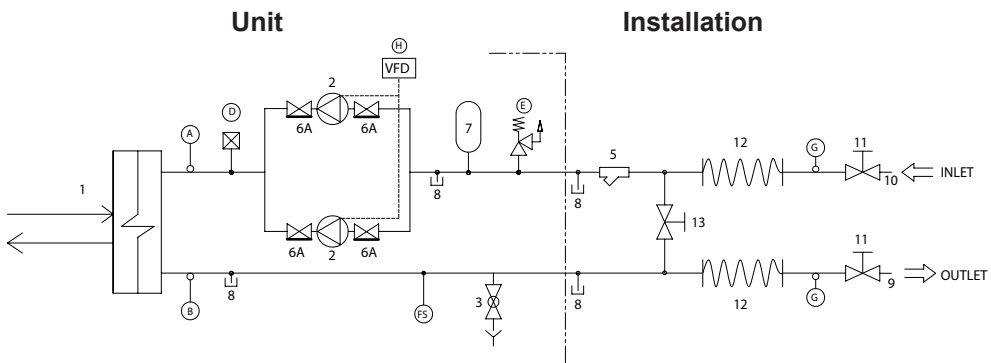 Unit Installation
H
VFD
2
D
E
6A 6A
7
A
5
12
G
11
1
8
8
10
INLET
2
13
6A 6A
11
8
3
8
9
OUTLET
B
FS
12
G